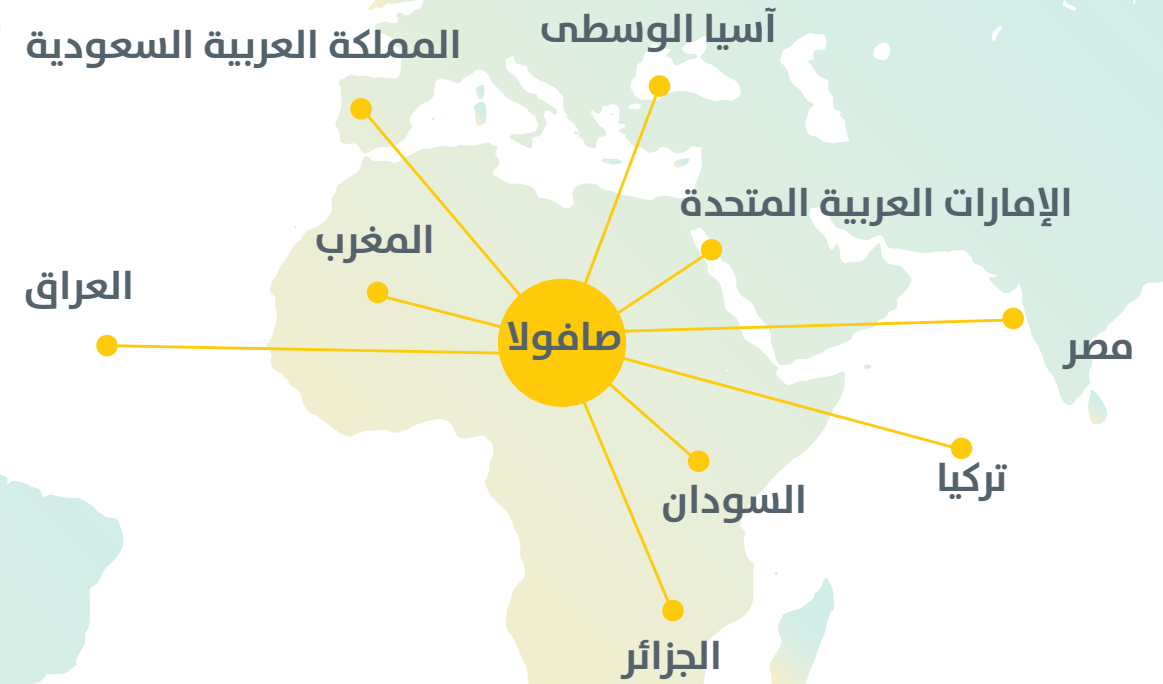 آسيا الوسطى
المملكة العربية السعودية
الإمارات العربية المتحدة
المغرب
العراق
صافولا
مصر
تركيا
السودان
الجزائر